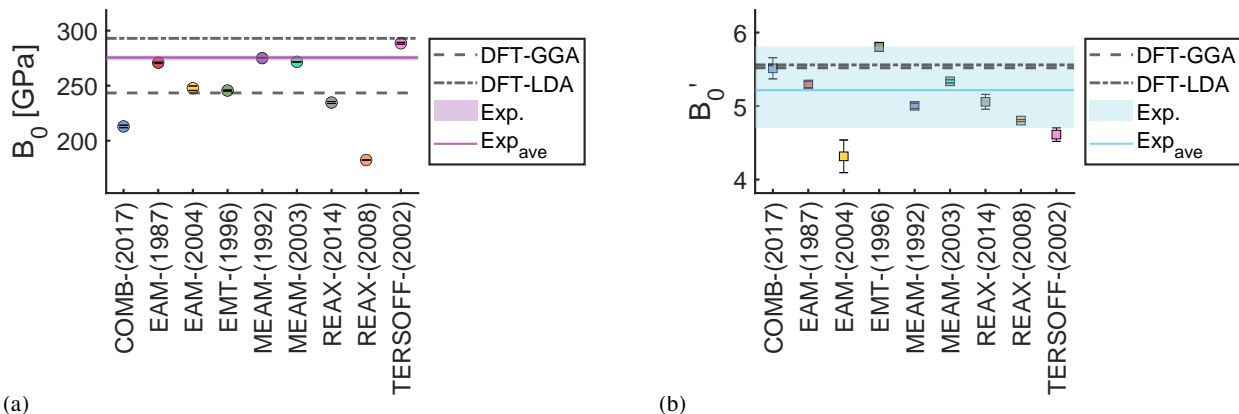 B0 [GPa]
300
250
200
COMB-(2017)
EAM-(1987)
EAM-(2004)
EMT-(1996)
MEAM-(1992)
MEAM-(2003)
REAX-(2014)
REAX-(2008)
TERSOFF-(2002)
DFT-GGA
DFT-LDA
Exp.
Expave
(a)
B0'
6
5
4
COMB-(2017)
EAM-(1987)
EAM-(2004)
EMT-(1996)
MEAM-(1992)
MEAM-(2003)
REAX-(2014)
REAX-(2008)
TERSOFF-(2002)
DFT-GGA
DFT-LDA
Exp.
Expave
(b)